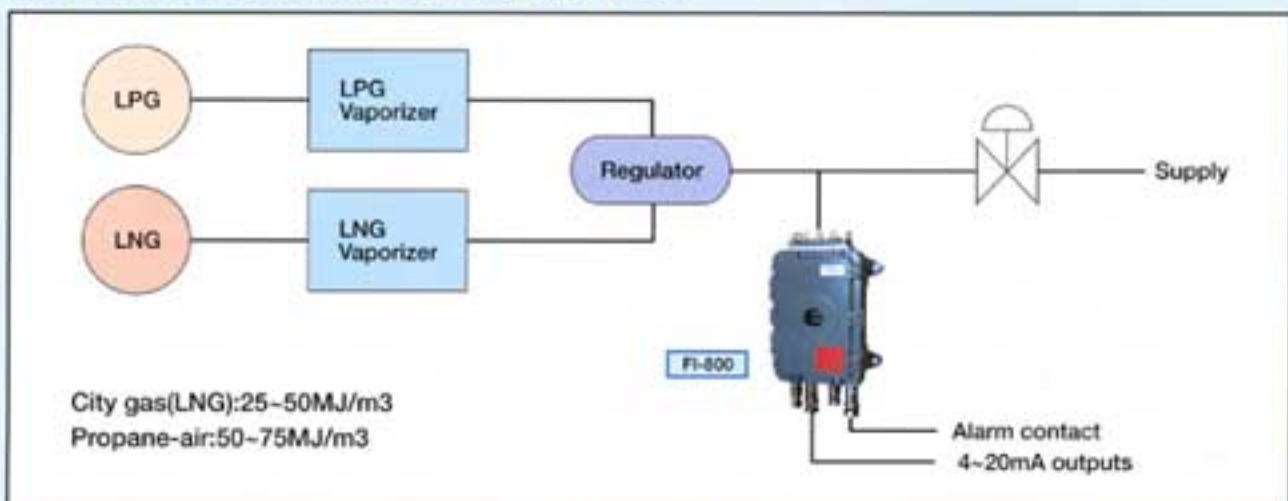 LPG
LPG
Vaporizer
Regulator
Supply
LNG
LNG
Vaporizer
FI-800
City gas(LNG):25~50MJ/m3
Propane-air:50~75MJ/m3
Alarm contact
4~20mA outputs